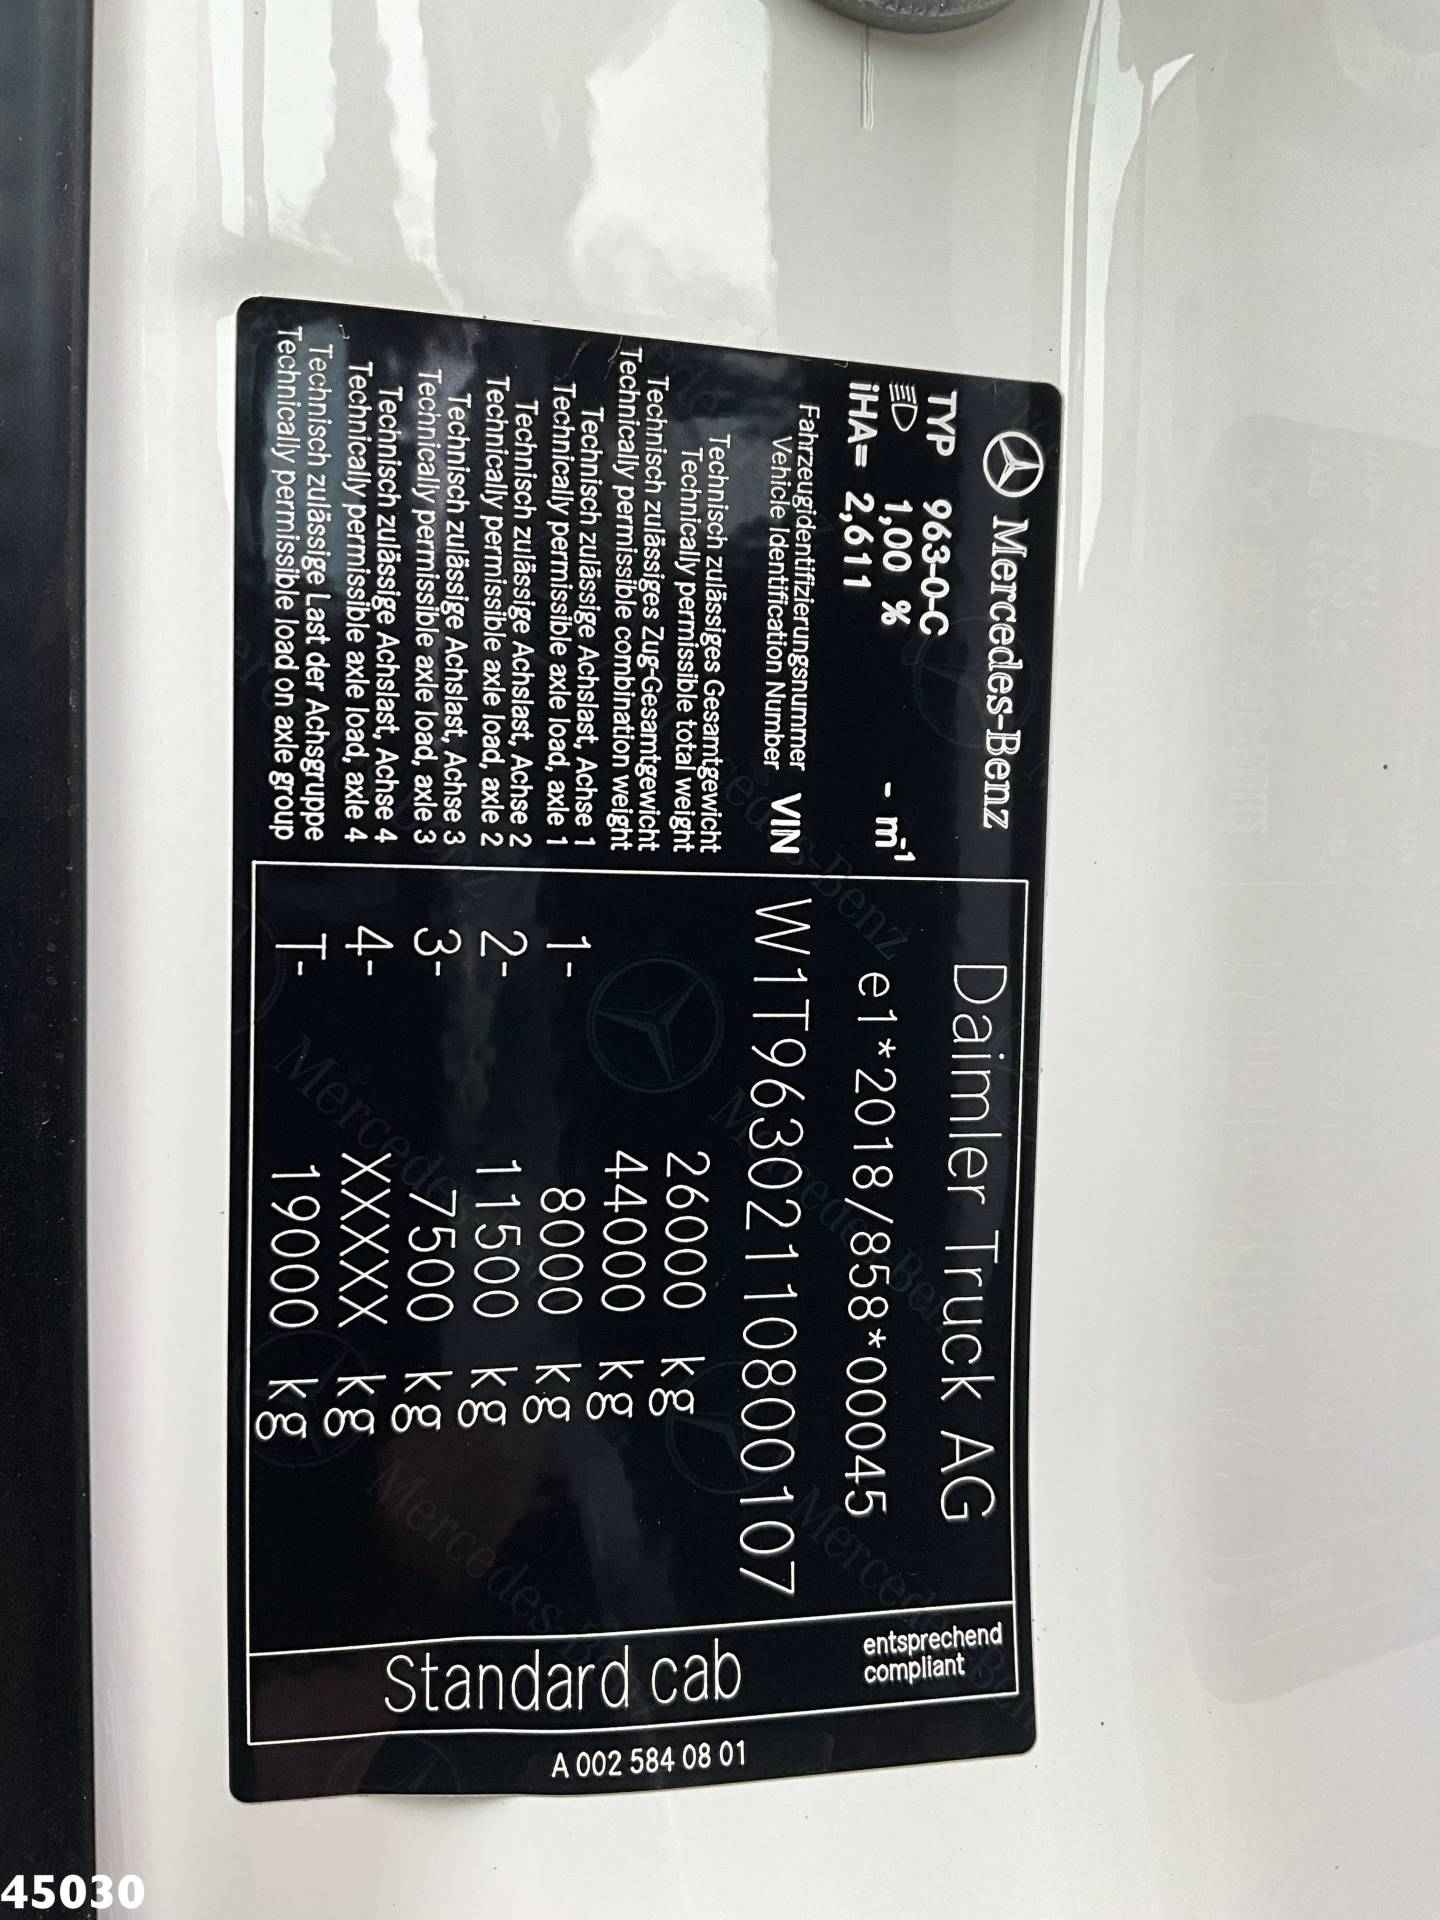 Mercedes-Benz
TYP 963-0-C
1,00 % - m⁻¹
iHA= 2,611
Fahrzeugidentifizierungsnummer
Vehicle Identification Number VIN
Technisch zulässiges Gesamtgewicht
Technically permissible total weight
Technisch zulässiges Zug-Gesamtgewicht
Technically permissible combination weight
Technisch zulässige Achslast, Achse 1
Technically permissible axle load, axle 1
Technisch zulässige Achslast, Achse 2
Technically permissible axle load, axle 2
Technisch zulässige Achslast, Achse 3
Technically permissible axle load, axle 3
Technisch zulässige Achslast, Achse 4
Technically permissible axle load, axle 4
Technisch zulässige Last der Achsgruppe
Technically permissible load on axle group
Daimler Truck AG
e1*2018/858*00045
W1T96302110800107
26000 kg
44000 kg
1- 8000 kg
2- 11500 kg
3- 7500 kg
4- XXXXX kg
T- 19000 kg
entsprechend
compliant
Standard cab
A 002 584 08 01
45030